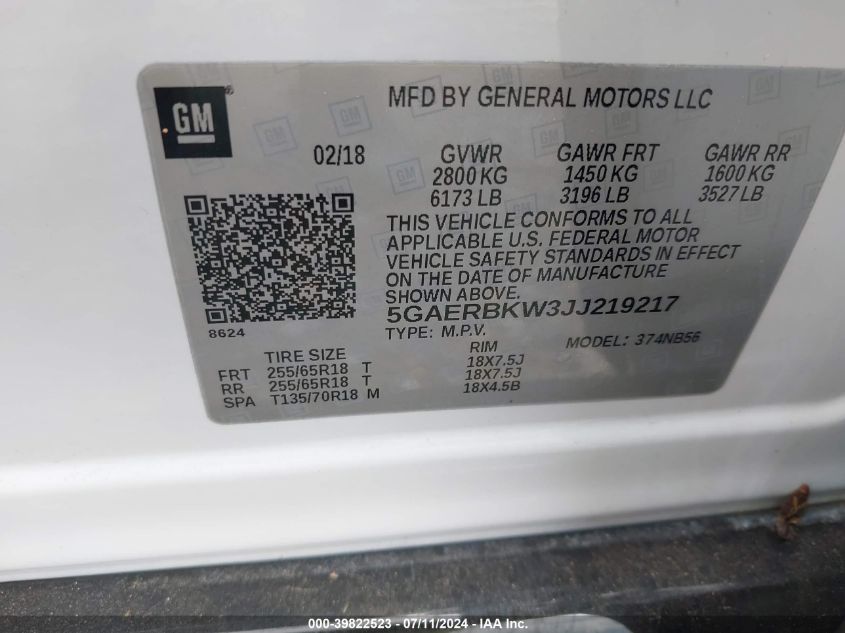 GM
MFD BY GENERAL MOTORS LLC
02/18
GVWR GAWR FRT GAWR RR
2800 KG 1450 KG 1600 KG
6173 LB 3196 LB 3527 LB
THIS VEHICLE CONFORMS TO ALL
APPLICABLE U.S. FEDERAL MOTOR
VEHICLE SAFETY STANDARDS IN EFFECT
ON THE DATE OF MANUFACTURE
SHOWN ABOVE.
8624
5GAERBKW3JJ219217
TYPE: M.P.V. MODEL: 374NB56
TIRE SIZE RIM
FRT 255/65R18 T 18X7.5J
RR 255/65R18 T 18X7.5J
SPA T135/70R18 M 18X4.5B
000-39822523 - 07/11/2024 - IAA Inc.